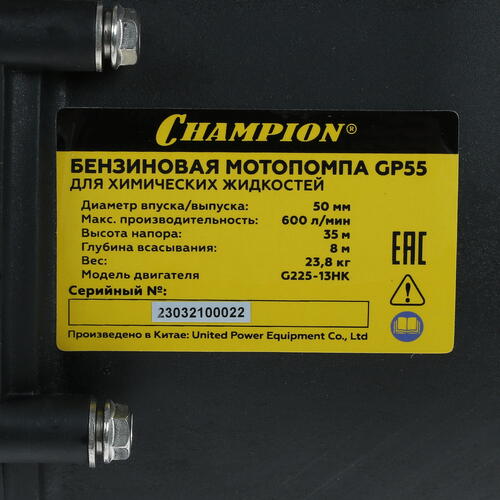 CHAMPION®
БЕНЗИНОВАЯ МОТОПОМПА GP55
ДЛЯ ХИМИЧЕСКИХ ЖИДКОСТЕЙ
Диаметр впуска/выпуска: 50 мм
Макс. производительность: 600 л/мин
Высота напора: 35 м
Глубина всасывания: 8 м
Вес: 23,8 кг
Модель двигателя G225-13HK
Серийный №:
23032100022
Произведено в Китае: United Power Equipment Co., Ltd
EAC